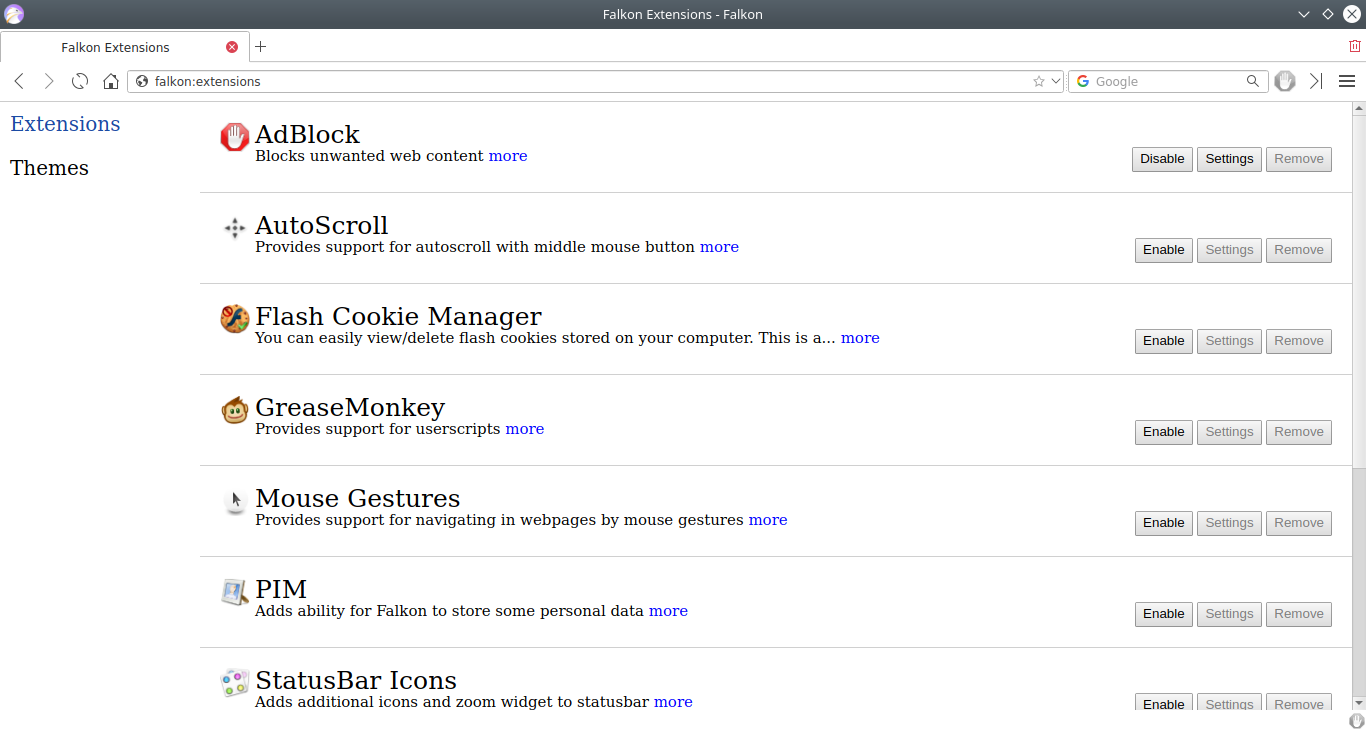 Falkon Extensions - Falkon
Falkon Extensions
falkon:extensions
Google
Extensions
Themes
AdBlock
Blocks unwanted web content more
Disable Settings Remove
AutoScroll
Provides support for autoscroll with middle mouse button more
Enable Settings Remove
Flash Cookie Manager
You can easily view/delete flash cookies stored on your computer. This is a... more
Enable Settings Remove
GreaseMonkey
Provides support for userscripts more
Enable Settings Remove
Mouse Gestures
Provides support for navigating in webpages by mouse gestures more
Enable Settings Remove
PIM
Adds ability for Falkon to store some personal data more
Enable Settings Remove
StatusBar Icons
Adds additional icons and zoom widget to statusbar more
Enable Settings Remove